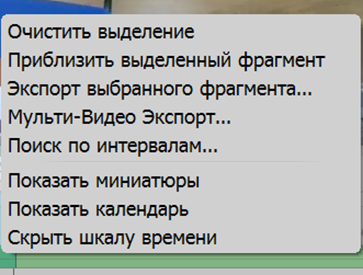 Очистить выделение
Приблизить выделенный фрагмент
Экспорт выбранного фрагмента...
Мульти-Видео Экспорт...
Поиск по интервалам...
Показать миниатюры
Показать календарь
Скрыть шкалу времени